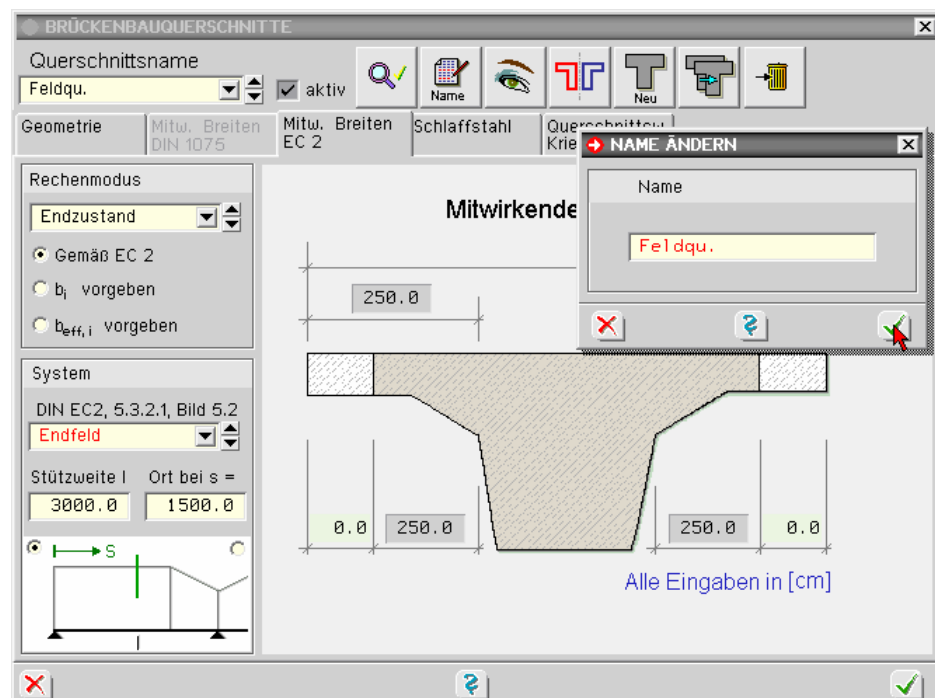 BRÜCKENBAUQUERSCHNITTE
Querschnittsname
Feldqu.
aktiv
Name
Neu
Geometrie
Mitw. Breiten
DIN 1075
Mitw. Breiten
EC 2
Schlaffstahl
Querschnittsw
Krie
NAME ÄNDERN
Name
Feldqu.
Rechenmodus
Endzustand
Gemäß EC 2
bi vorgeben
beff,i vorgeben
Mitwirkende
250.0
System
DIN EC2, 5.3.2.1, Bild 5.2
Endfeld
Stützweite l Ort bei s =
3000.0 1500.0
S
l
0.0 250.0 250.0 0.0
Alle Eingaben in [cm]